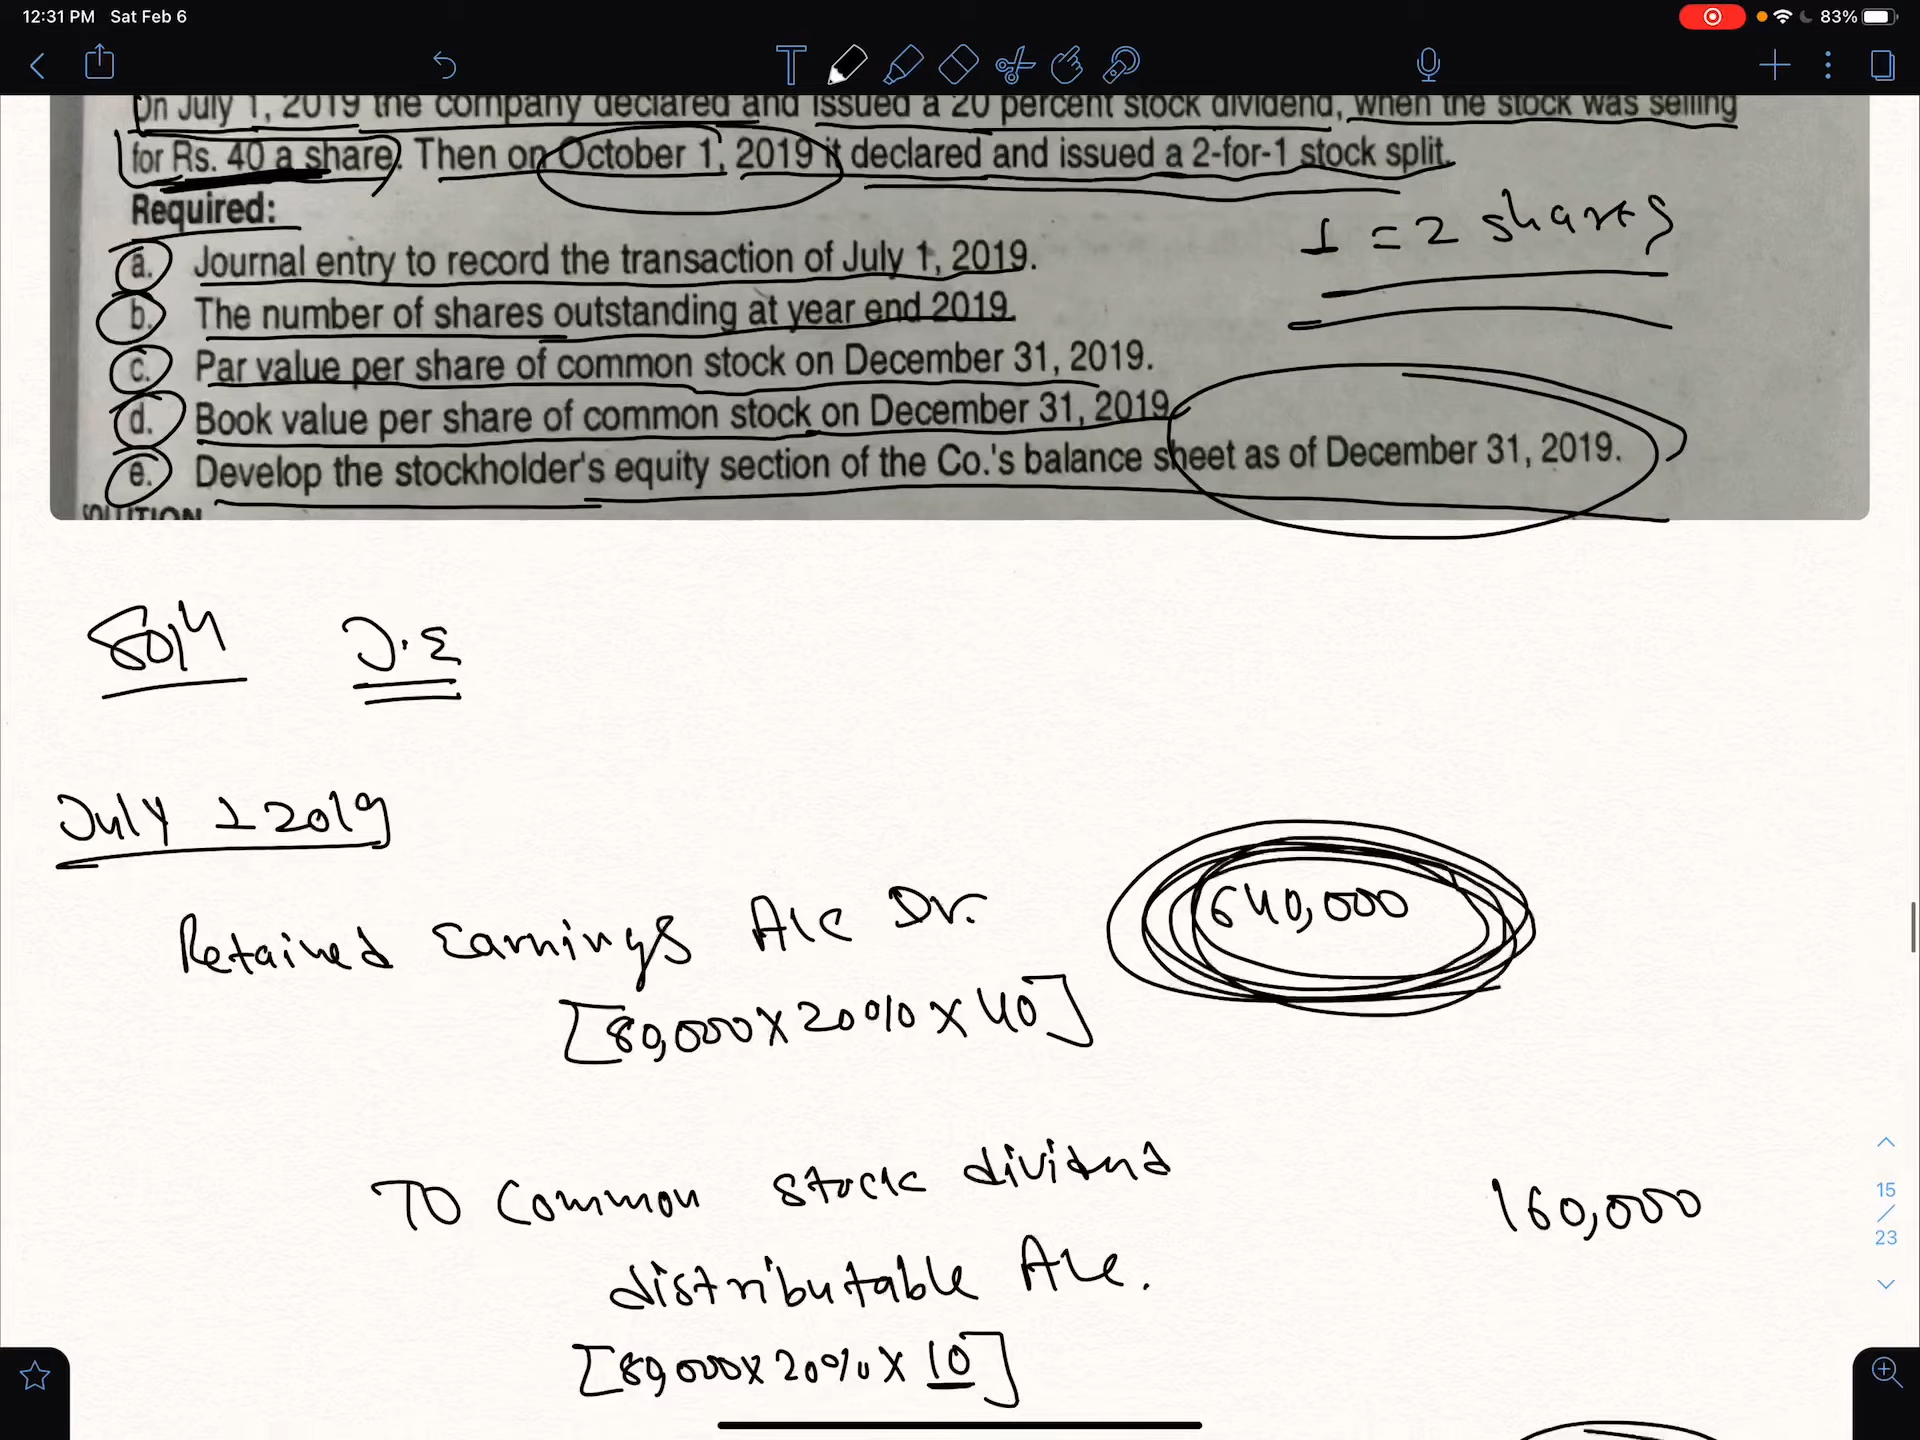 12:31 PM Sat Feb 6
83%
On July 1, 2019 the company declared and issued a 20 percent stock dividend, when the stock was selling
for Rs. 40 a share. Then on October 1, 2019 it declared and issued a 2-for-1 stock split.
Required:
1 = 2 shares
a. Journal entry to record the transaction of July 1, 2019.
b. The number of shares outstanding at year end 2019.
c. Par value per share of common stock on December 31, 2019.
d. Book value per share of common stock on December 31, 2019.
e. Develop the stockholder's equity section of the Co.'s balance sheet as of December 31, 2019.
SOLUTION
Soln J.E
July 1 2019
Retained Earnings A/c Dr. 640,000
[80,000 X 20% X 40]
To Common stock dividend 160,000
distributable A/c.
[80,000 X 20% X 10]
15
/
23